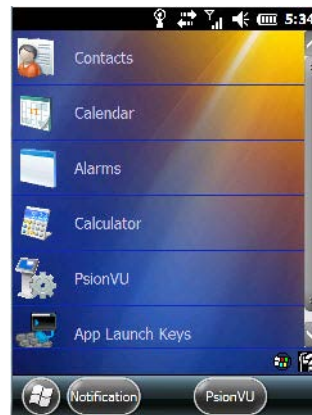 5:34
Contacts
Calendar
Alarms
Calculator
PsionVU
App Launch Keys
Notification
PsionVU